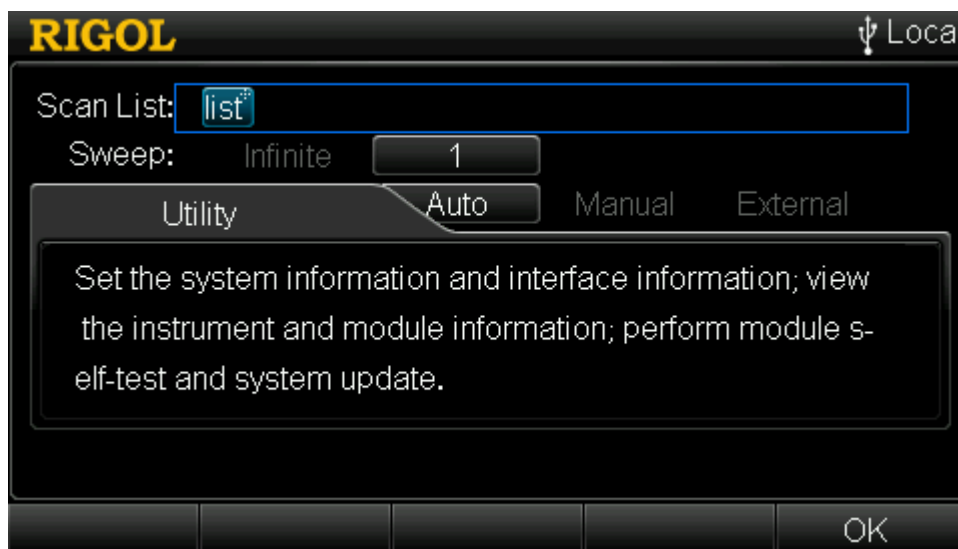 RIGOL Loca
Scan List: list
Sweep: Infinite 1
Utility Auto Manual External
Set the system information and interface information; view
the instrument and module information; perform module s-
elf-test and system update.
OK